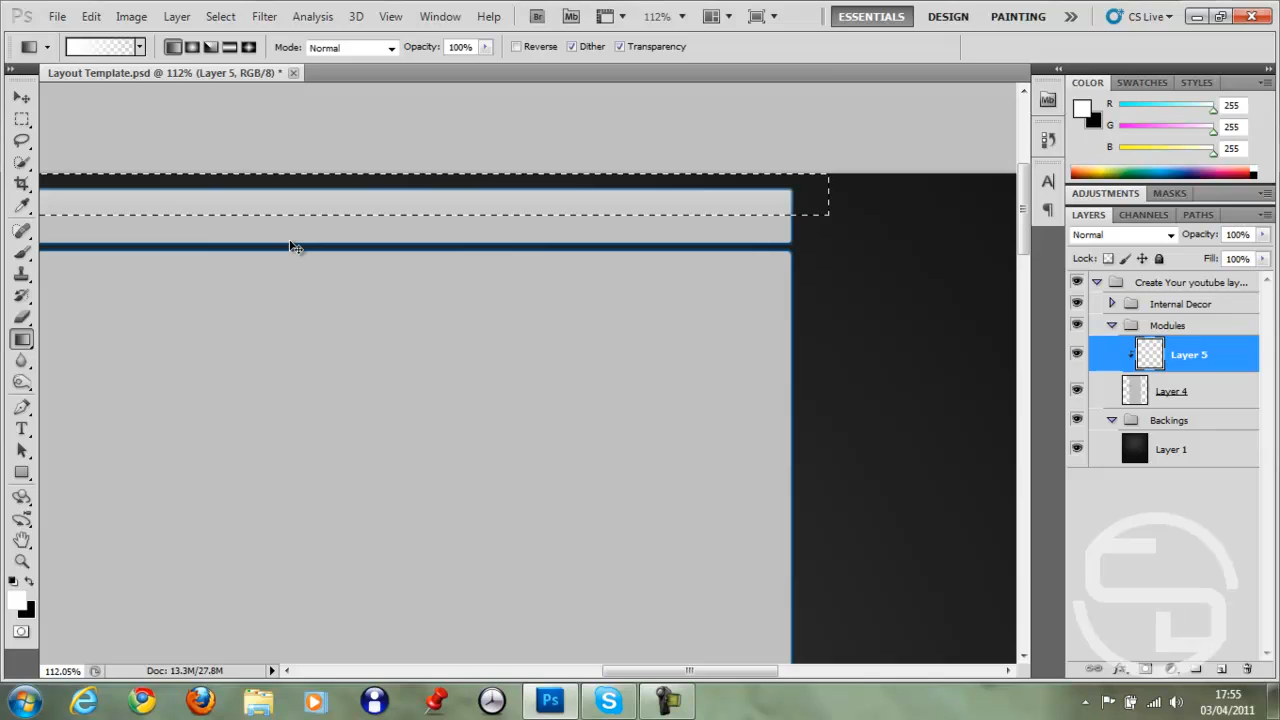 Ps File Edit Image Layer Select Filter Analysis 3D View Window Help Br Mb 112% ESSENTIALS DESIGN PAINTING CS Live
Mode: Normal Opacity: 100% Reverse Dither Transparency
Layout Template.psd @ 112% (Layer 5, RGB/8) *
COLOR SWATCHES STYLES
R 255
G 255
B 255
ADJUSTMENTS MASKS
LAYERS CHANNELS PATHS
Normal Opacity: 100%
Lock: Fill: 100%
Create Your youtube lay...
Internal Decor
Modules
Layer 5
Layer 4
Backings
Layer 1
112.05% Doc: 13.3M/27.8M
17:55
03/04/2011